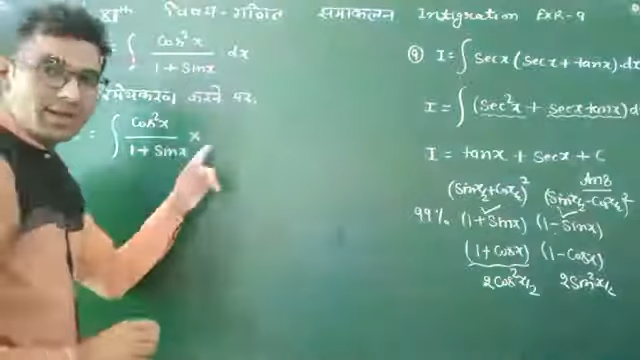 XIIth विषय-गणित समाकलन Intigration EXR-9
= ∫ Cos²x / 1 + Sinx dx
परिमेयकरण करने पर,
= ∫ Cos²x / 1 + Sinx ×
(9) I = ∫ Secx (Secx + tanx) dx
I = ∫ (Sec²x + Secx tanx) d
I = tanx + Secx + C
Ans
(Sinx/2 + Cosx/2)² (Sinx/2 - Cosx/2)²
99% (1 + Sinx) (1 - Sinx)
(1 + Cosx) (1 - Cosx)
2Cos²x/2 2Sin²x/2